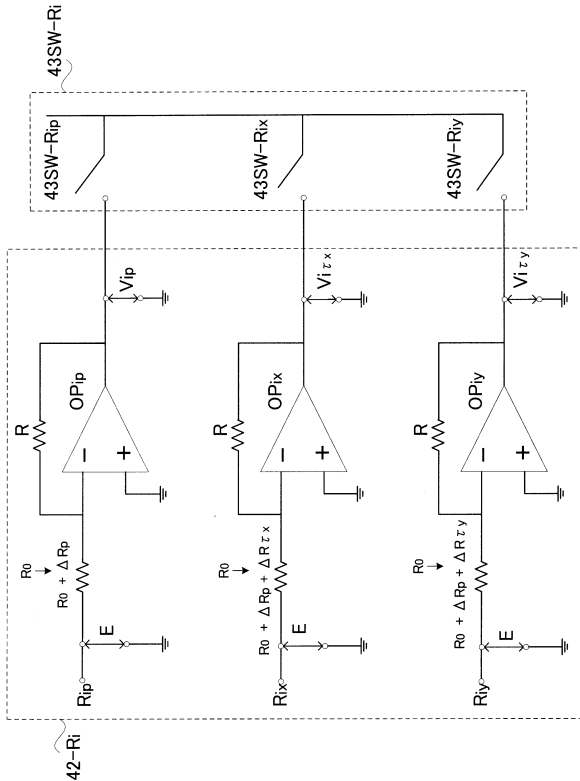 42-Ri
43SW-Ri
Rip
E
R0
R0 + ΔRp
R
−
+
OPip
Vip
43SW-Rip
Rix
E
R0
R0 + ΔRp + ΔRτx
R
−
+
OPix
Viτx
43SW-Rix
Riy
E
R0
R0 + ΔRp + ΔRτy
R
−
+
OPiy
Viτy
43SW-Riy